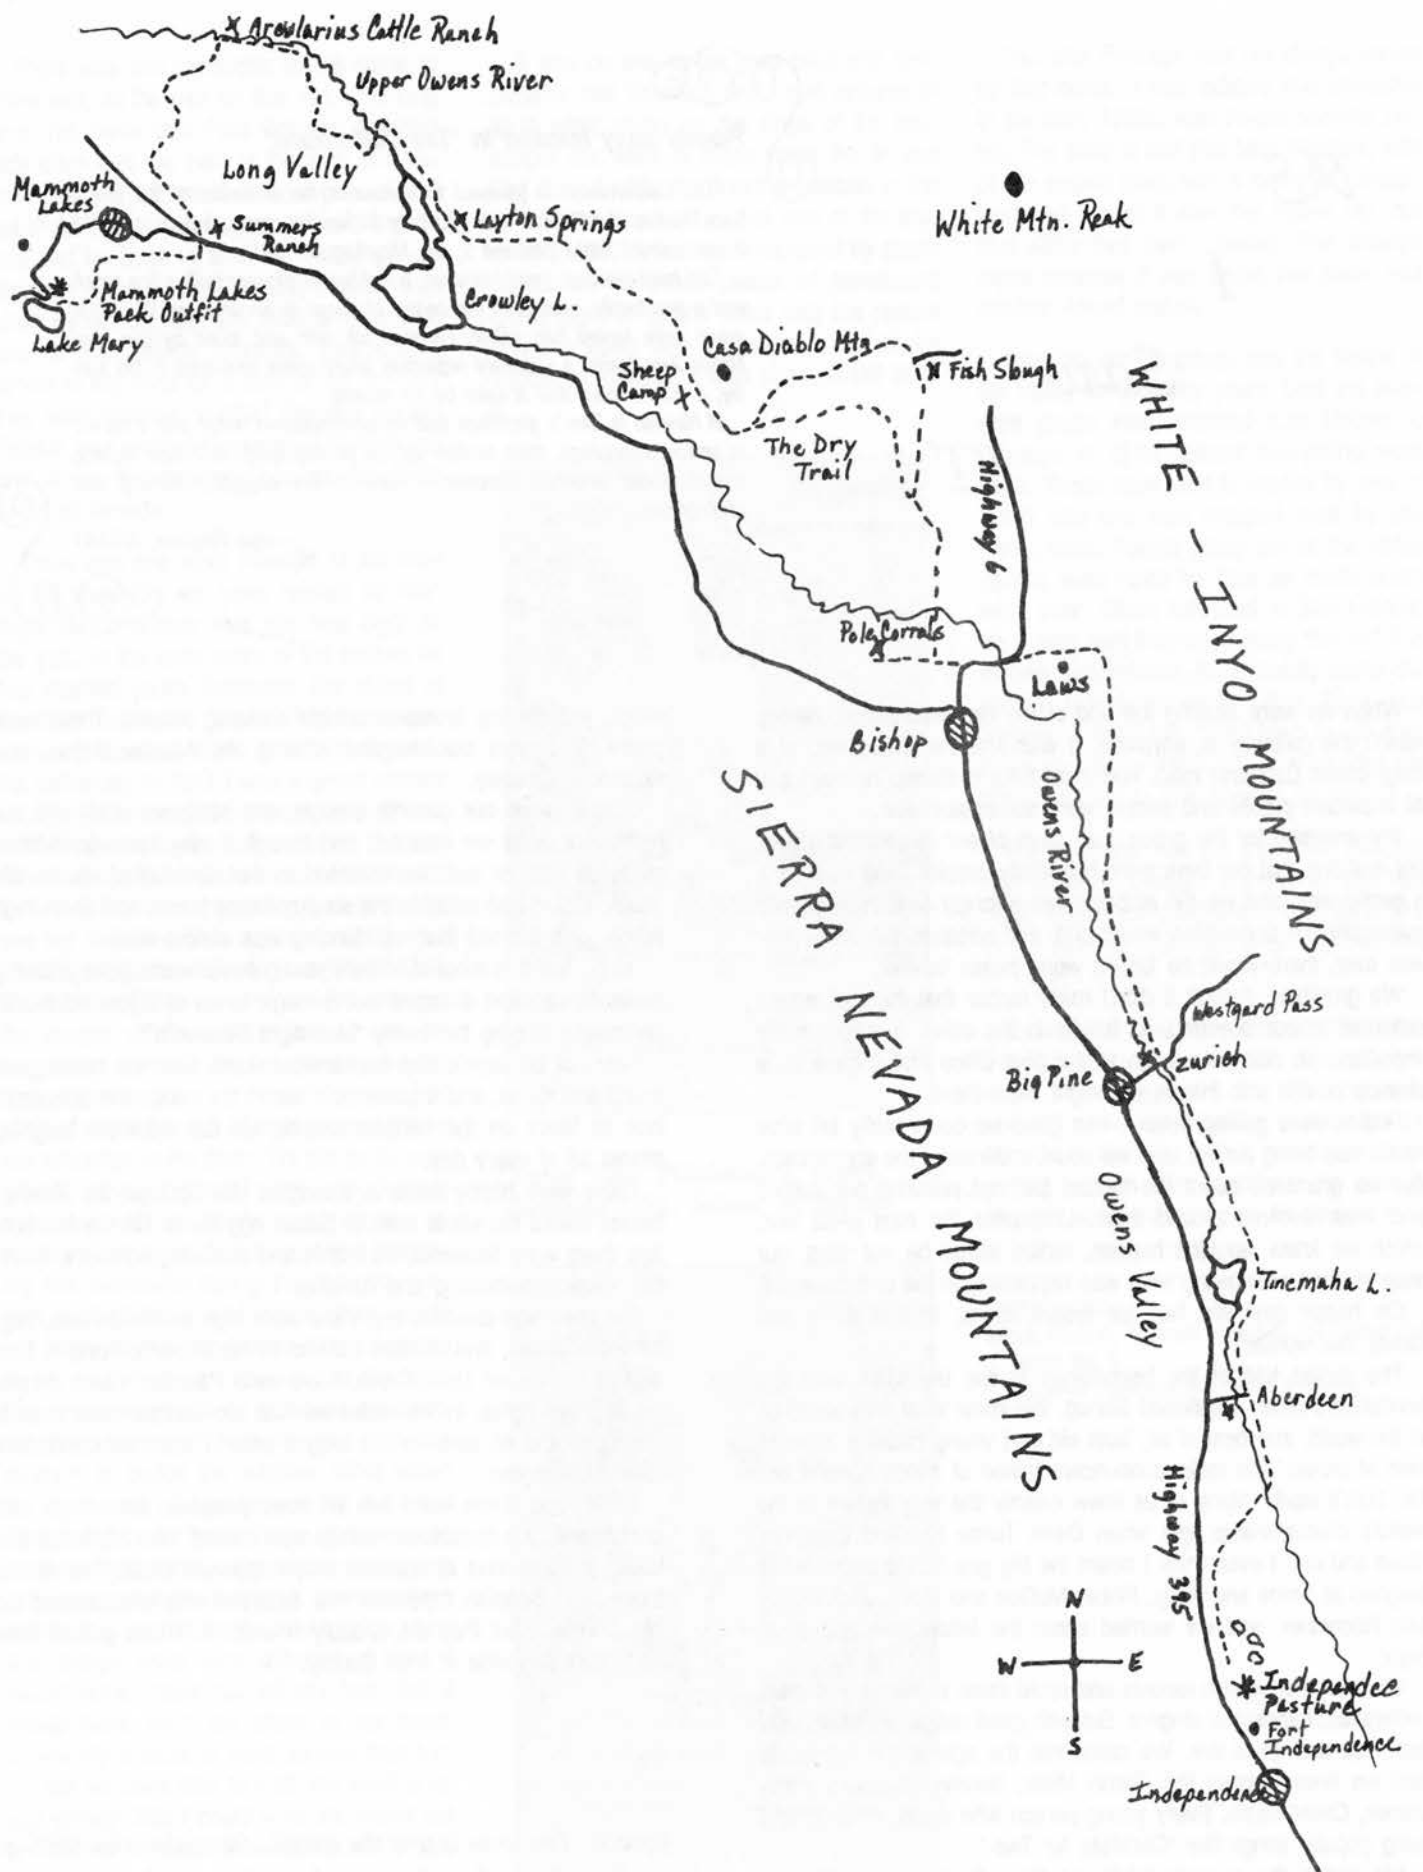 Arcularius Cattle Ranch
Upper Owens River
Long Valley
Mammoth
Lakes
Summers
Ranch
Layton Springs
White Mtn. Peak
Mammoth Lakes
Pack Outfit
Lake Mary
Crowley L.
Casa Diablo Mtn
Sheep
Camp
Fish Slough
The Dry
Trail
Highway 6
WHITE - INYO MOUNTAINS
Pole Corrals
Laws
Bishop
Owens River
SIERRA NEVADA MOUNTAINS
Westgard Pass
Zurich
Big Pine
Owens Valley
Tinemaha L.
Aberdeen
Highway 395
N
W
E
S
Independce
Pasture
Fort
Independence
Independence